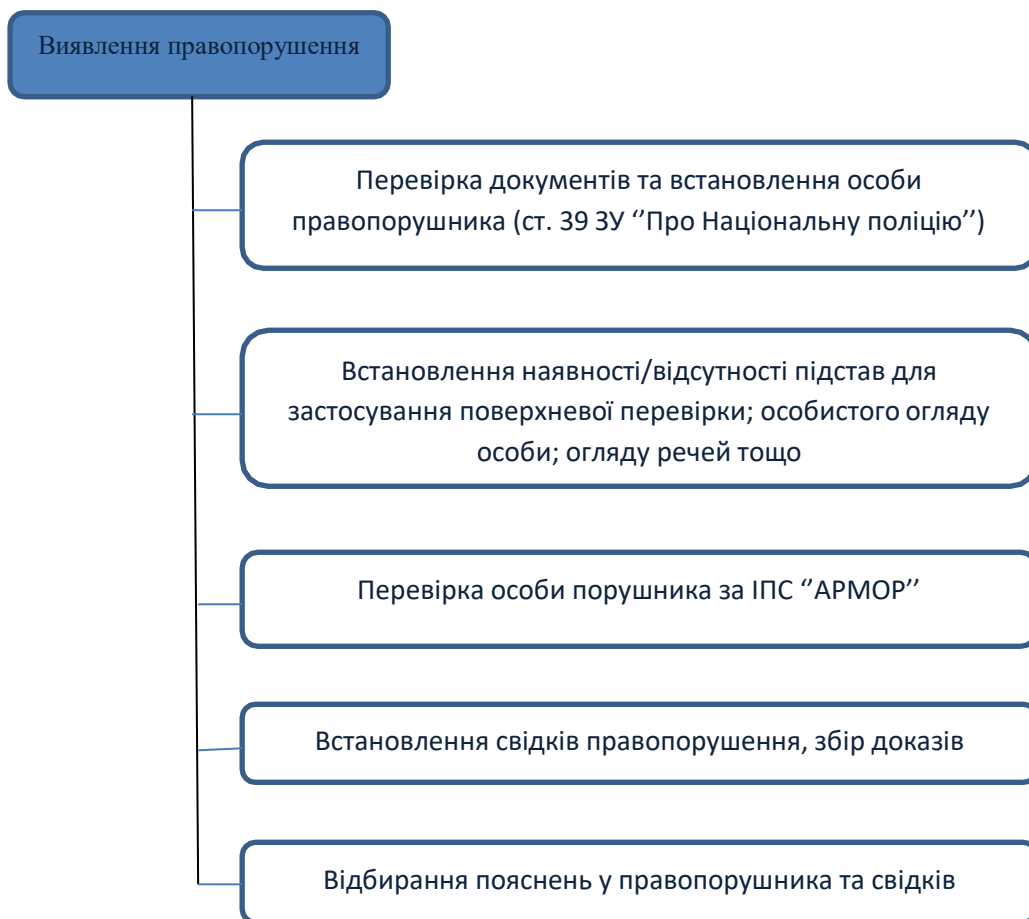 Виявлення правопорушення
Перевірка документів та встановлення особи
правопорушника (ст. 39 ЗУ ‘’Про Національну поліцію’’)
Встановлення наявності/відсутності підстав для
застосування поверхневої перевірки; особистого огляду
особи; огляду речей тощо
Перевірка особи порушника за ІПС ‘’АРМОР’’
Встановлення свідків правопорушення, збір доказів
Відбирання пояснень у правопорушника та свідків